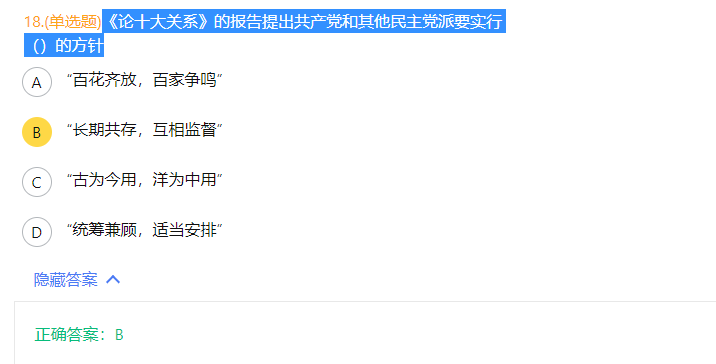 18.(单选题)《论十大关系》的报告提出共产党和其他民主党派要实行
（）的方针
A “百花齐放，百家争鸣”
B “长期共存，互相监督”
C “古为今用，洋为中用”
D “统筹兼顾，适当安排”
隐藏答案
正确答案：B